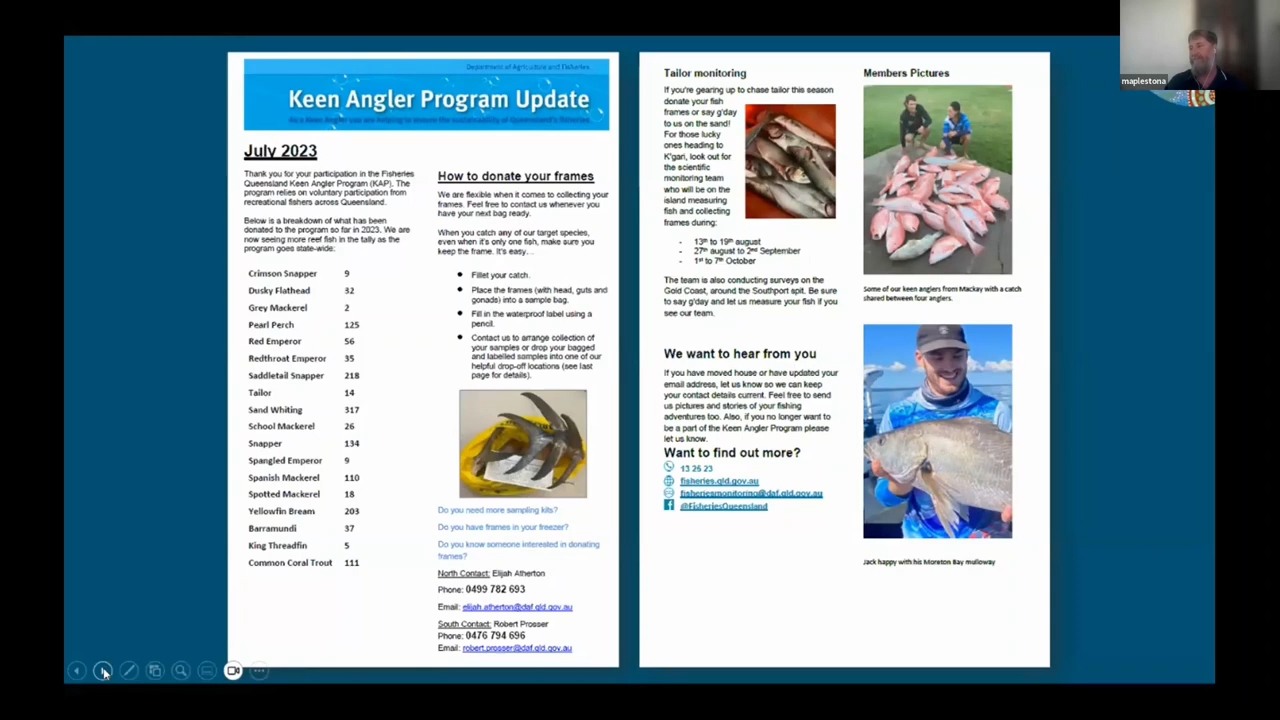 Department of Agriculture and Fisheries
Keen Angler Program Update
As a Keen Angler you are helping to ensure the sustainability of Queensland's fisheries.
July 2023
Thank you for your participation in the Fisheries
Queensland Keen Angler Program (KAP). The
program relies on voluntary participation from
recreational fishers across Queensland.
Below is a breakdown of what has been
donated to the program so far in 2023. We are
now seeing more reef fish in the tally as the
program goes state-wide:
Crimson Snapper 9
Dusky Flathead 32
Grey Mackerel 2
Pearl Perch 125
Red Emperor 56
Redthroat Emperor 35
Saddletail Snapper 218
Tailor 14
Sand Whiting 317
School Mackerel 26
Snapper 134
Spangled Emperor 9
Spanish Mackerel 110
Spotted Mackerel 18
Yellowfin Bream 203
Barramundi 37
King Threadfin 5
Common Coral Trout 111
How to donate your frames
We are flexible when it comes to collecting your
frames. Feel free to contact us whenever you
have your next bag ready.
When you catch any of our target species,
even when it's only one fish, make sure you
keep the frame. It's easy…
● Fillet your catch.
● Place the frames (with head, guts and
gonads) into a sample bag.
● Fill in the waterproof label using a
pencil.
● Contact us to arrange collection of
your samples or drop your bagged
and labelled samples into one of our
helpful drop-off locations (see last
page for details).
Do you need more sampling kits?
Do you have frames in your freezer?
Do you know someone interested in donating
frames?
North Contact: Elijah Atherton
Phone: 0499 782 693
Email: elijah.atherton@daf.qld.gov.au
South Contact: Robert Prosser
Phone: 0476 794 696
Email: robert.prosser@daf.qld.gov.au
Tailor monitoring
If you're gearing up to chase tailor this season
donate your fish
frames or say g'day
to us on the sand!
For those lucky
ones heading to
K'gari, look out for
the scientific
monitoring team
who will be on the
island measuring
fish and collecting
frames during:
- 13th to 19th august
- 27th august to 2nd September
- 1st to 7th October
The team is also conducting surveys on the
Gold Coast, around the Southport spit. Be sure
to say g'day and let us measure your fish if you
see our team.
We want to hear from you
If you have moved house or have updated your
email address, let us know so we can keep
your contact details current. Feel free to send
us pictures and stories of your fishing
adventures too. Also, if you no longer want to
be a part of the Keen Angler Program please
let us know.
Want to find out more?
13 25 23
fisheries.qld.gov.au
fisheriesmonitoring@daf.qld.gov.au
@FisheriesQueensland
Members Pictures
Some of our keen anglers from Mackay with a catch
shared between four anglers.
Jack happy with his Moreton Bay mulloway
maplestona